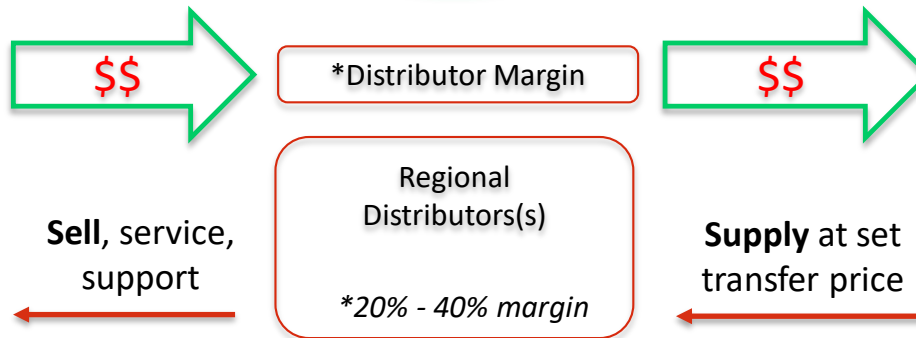 $$
*Distributor Margin
$$
Regional
Distributors(s)
*20% - 40% margin
Sell, service,
support
Supply at set
transfer price